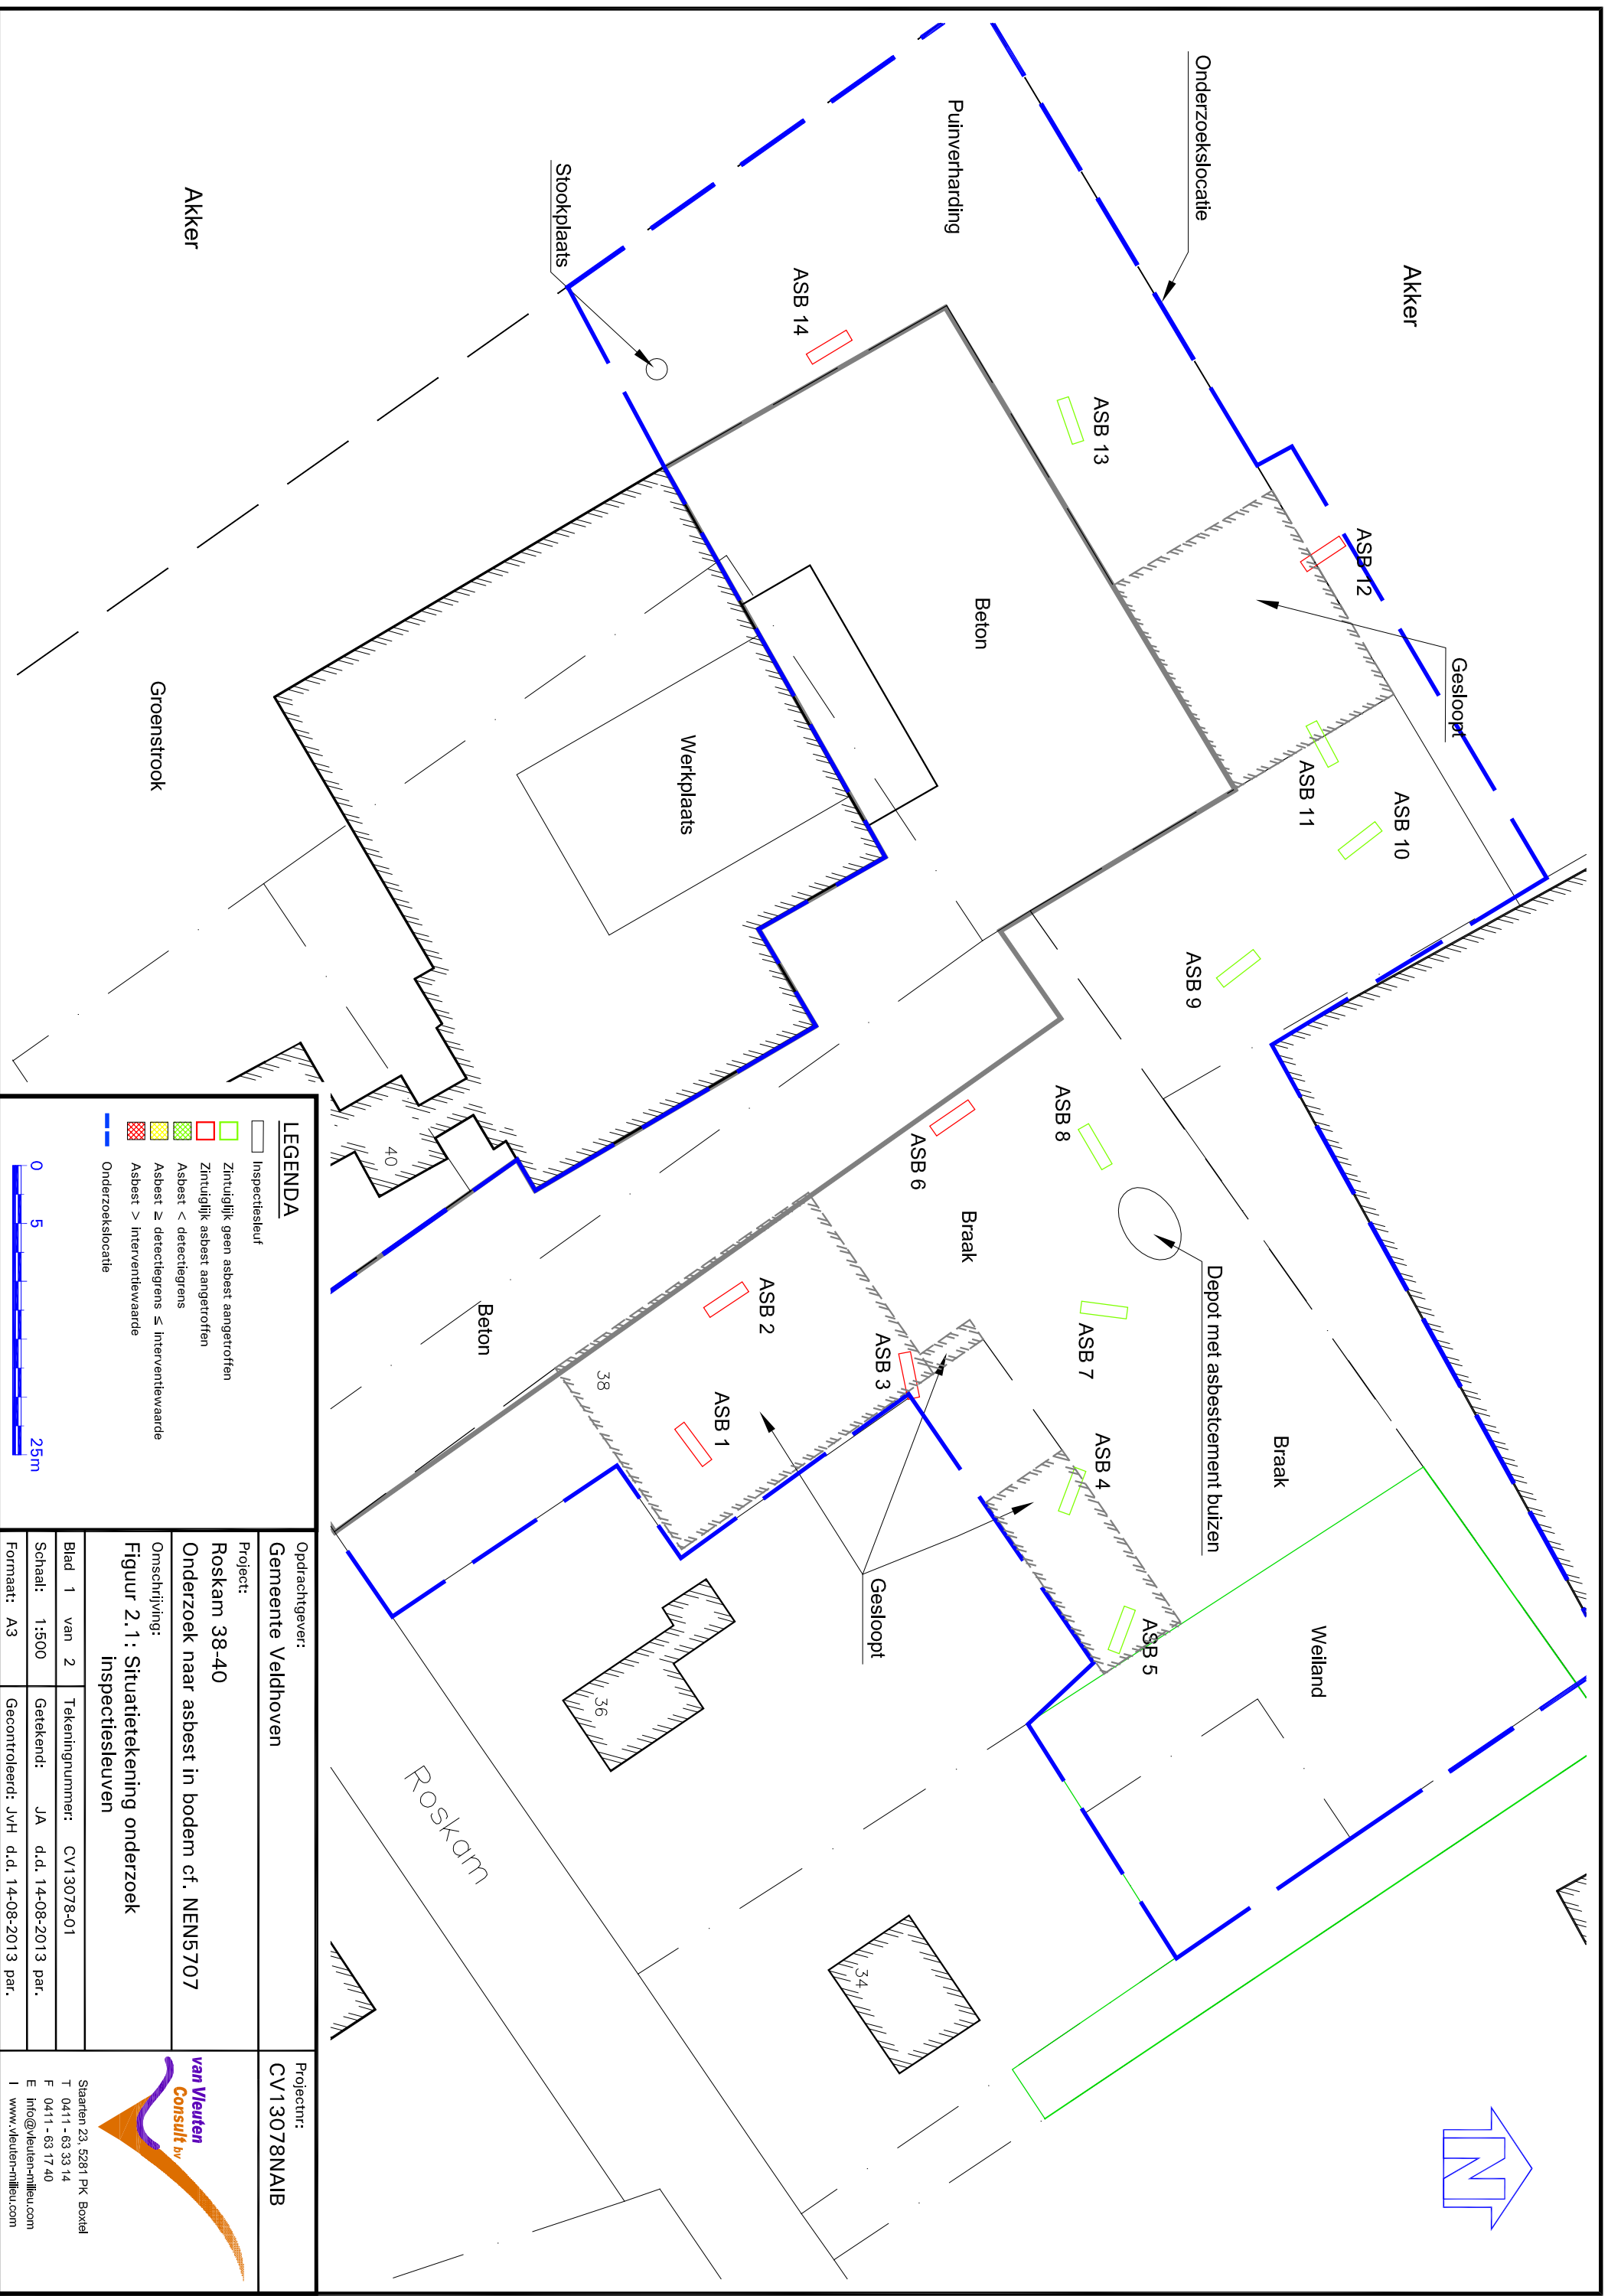 Onderzoekslocatie
Akker
Puinverharding
Stookplaats
Akker
ASB 14
ASB 13
ASB 12
Gesloopt
ASB 11
ASB 10
ASB 9
Beton
Werkplaats
Groenstrook
ASB 8
ASB 6
Braak
Depot met asbestcement buizen
ASB 7
Braak
ASB 2
ASB 3
ASB 1
ASB 4
ASB 5
Beton
38
40
Gesloopt
Weiland
36
34
Roskam
N
LEGENDA
Inspectiesleuf
Zintuiglijk geen asbest aangetroffen
Zintuiglijk asbest aangetroffen
Asbest < detectiegrens
Asbest ≥ detectiegrens ≤ interventiewaarde
Asbest > interventiewaarde
Onderzoekslocatie
0 5 25m
Opdrachtgever:
Gemeente Veldhoven
Projectnr:
CV13078NAIB
Project:
Roskam 38-40
Onderzoek naar asbest in bodem cf. NEN5707
Omschrijving:
Figuur 2.1: Situatietekening onderzoek
inspectiesleuven
Blad 1 van 2 Tekeningnummer: CV13078-01
Schaal: 1:500 Getekend: JA d.d. 14-08-2013 par.
Formaat: A3 Gecontroleerd: JvH d.d. 14-08-2013 par.
van Vleuten
Consult bv
Staarten 23, 5281 PK Boxtel
T 0411 - 63 33 14
F 0411 - 63 17 40
E info@vleuten-milieu.com
I www.vleuten-milieu.com